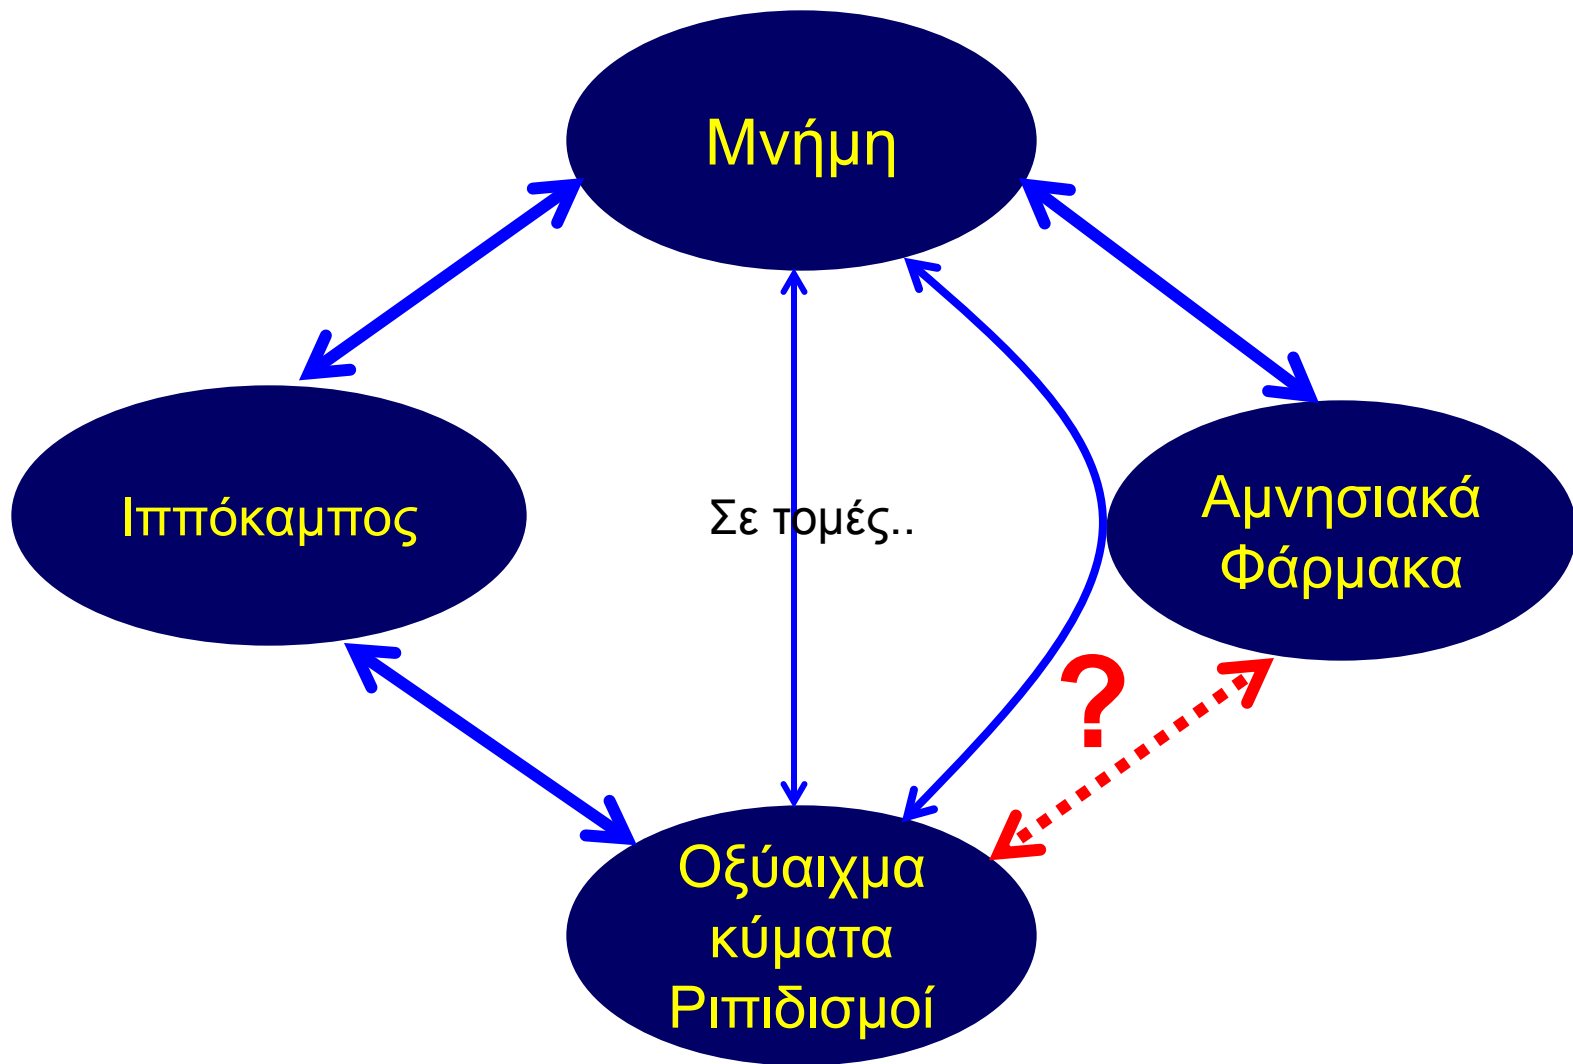 Μνήμη
Ιππόκαμπος
Σε τομές..
Αμνησιακά
Φάρμακα
?
Οξύαιχμα
κύματα
Ριπιδισμοί